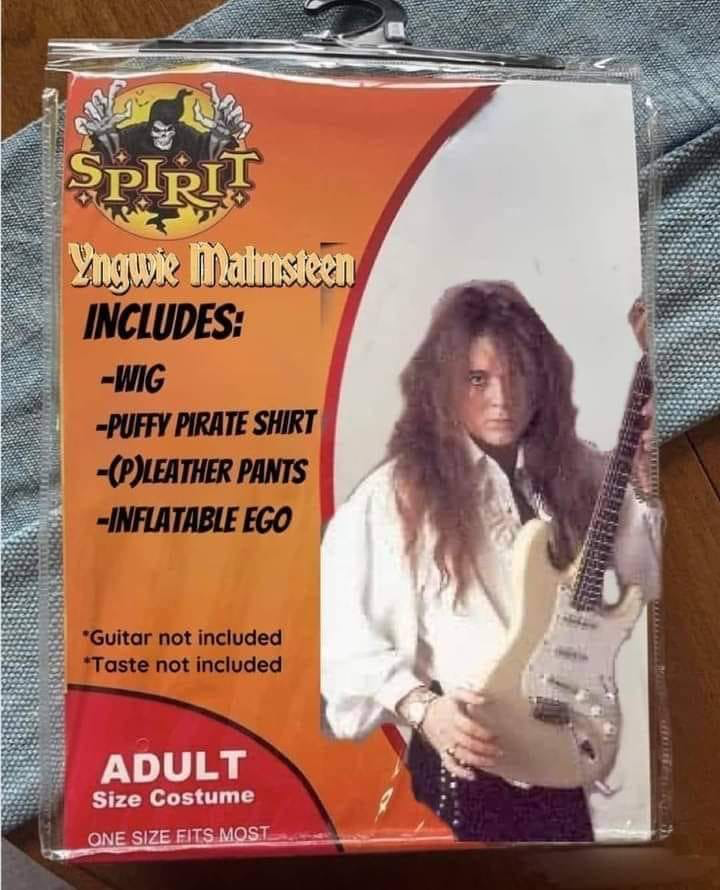 SPIRIT
Yngwie Malmsteen
INCLUDES:
-WIG
-PUFFY PIRATE SHIRT
-(P)LEATHER PANTS
-INFLATABLE EGO
*Guitar not included
*Taste not included
ADULT
Size Costume
ONE SIZE FITS MOST